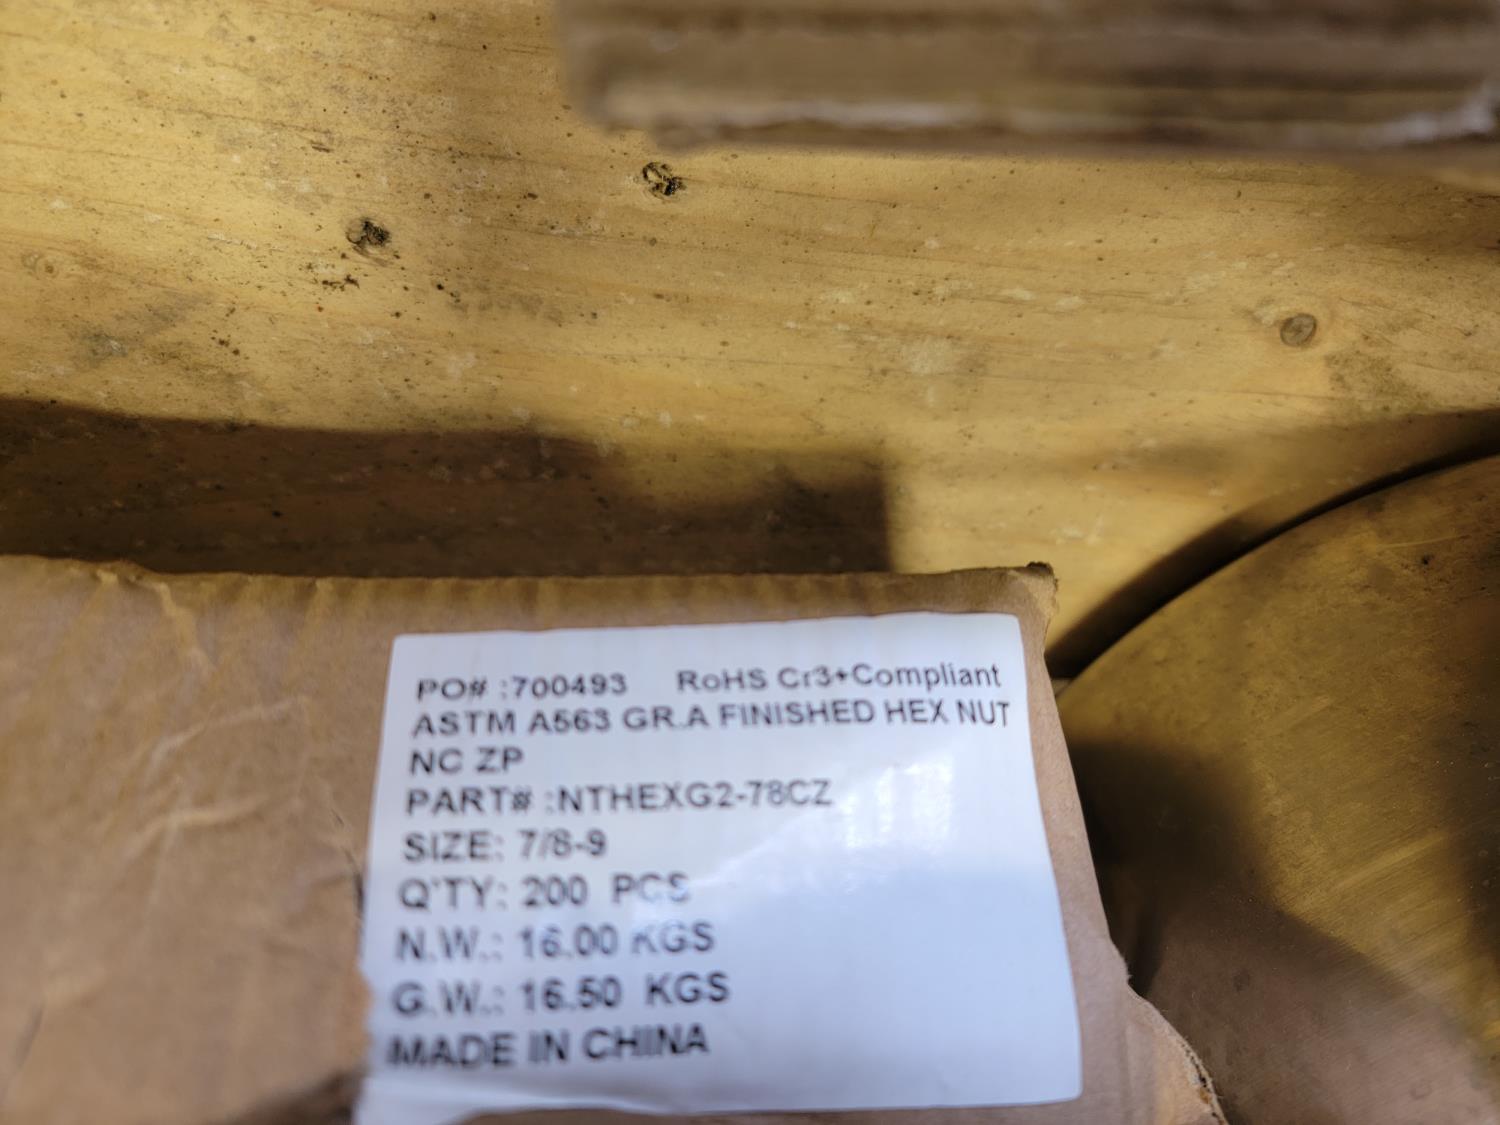 PO# :700493 RoHS Cr3+Compliant
ASTM A563 GR.A FINISHED HEX NUT
NC ZP
PART# :NTHEXG2-78CZ
SIZE: 7/8-9
Q'TY: 200 PCS
N.W.: 16.00 KGS
G.W.: 16.50 KGS
MADE IN CHINA